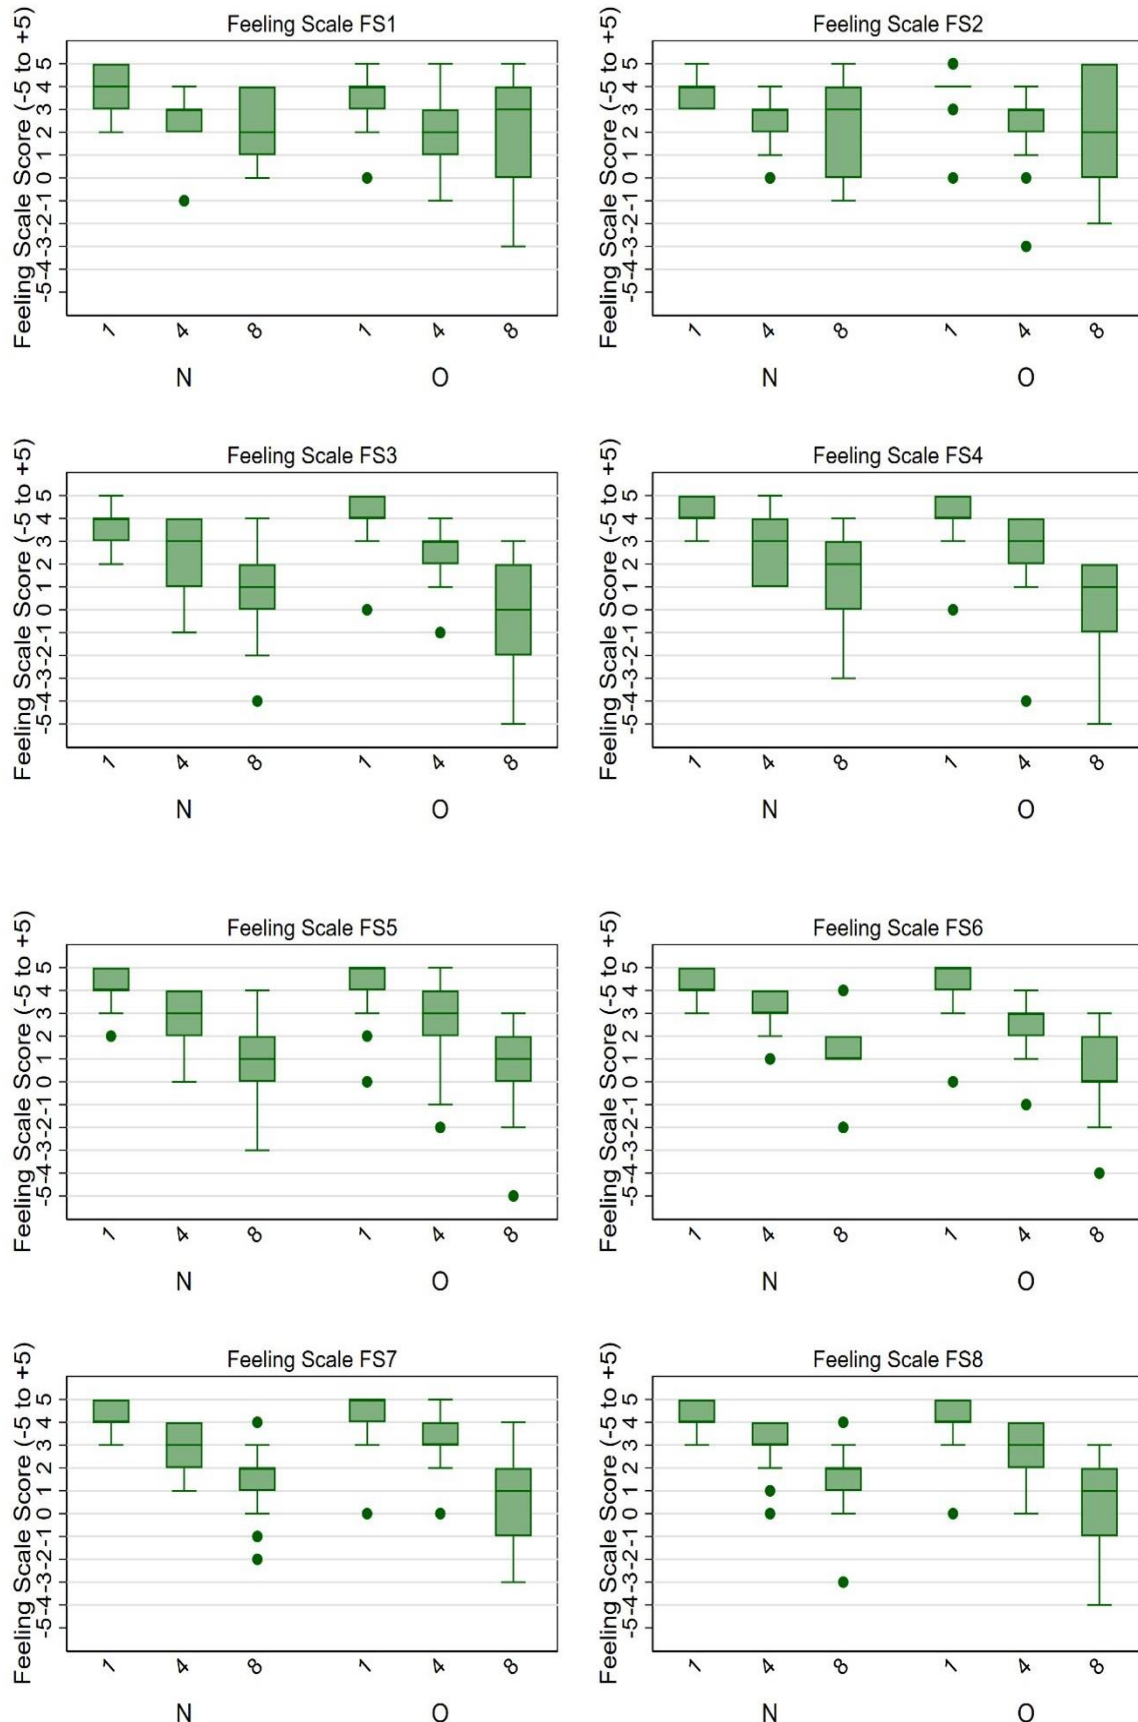 Feeling Scale FS1
Feeling Scale Score (-5 to +5)
-5-4-3-2-1 0 1 2 3 4 5
1 4 8 1 4 8
N O
Feeling Scale FS2
Feeling Scale Score (-5 to +5)
-5-4-3-2-1 0 1 2 3 4 5
1 4 8 1 4 8
N O
Feeling Scale FS3
Feeling Scale Score (-5 to +5)
-5-4-3-2-1 0 1 2 3 4 5
1 4 8 1 4 8
N O
Feeling Scale FS4
Feeling Scale Score (-5 to +5)
-5-4-3-2-1 0 1 2 3 4 5
1 4 8 1 4 8
N O
Feeling Scale FS5
Feeling Scale Score (-5 to +5)
-5-4-3-2-1 0 1 2 3 4 5
1 4 8 1 4 8
N O
Feeling Scale FS6
Feeling Scale Score (-5 to +5)
-5-4-3-2-1 0 1 2 3 4 5
1 4 8 1 4 8
N O
Feeling Scale FS7
Feeling Scale Score (-5 to +5)
-5-4-3-2-1 0 1 2 3 4 5
1 4 8 1 4 8
N O
Feeling Scale FS8
Feeling Scale Score (-5 to +5)
-5-4-3-2-1 0 1 2 3 4 5
1 4 8 1 4 8
N O